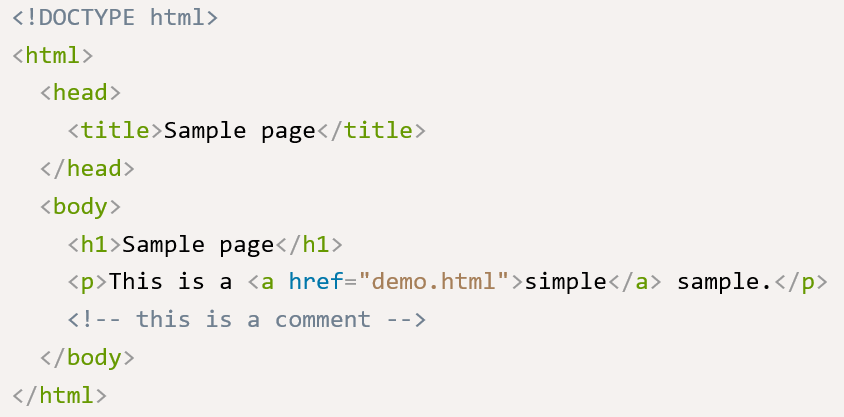 <!DOCTYPE html>
<html>
  <head>
    <title>Sample page</title>
  </head>
  <body>
    <h1>Sample page</h1>
    <p>This is a <a href="demo.html">simple</a> sample.</p>
    <!-- this is a comment -->
  </body>
</html>